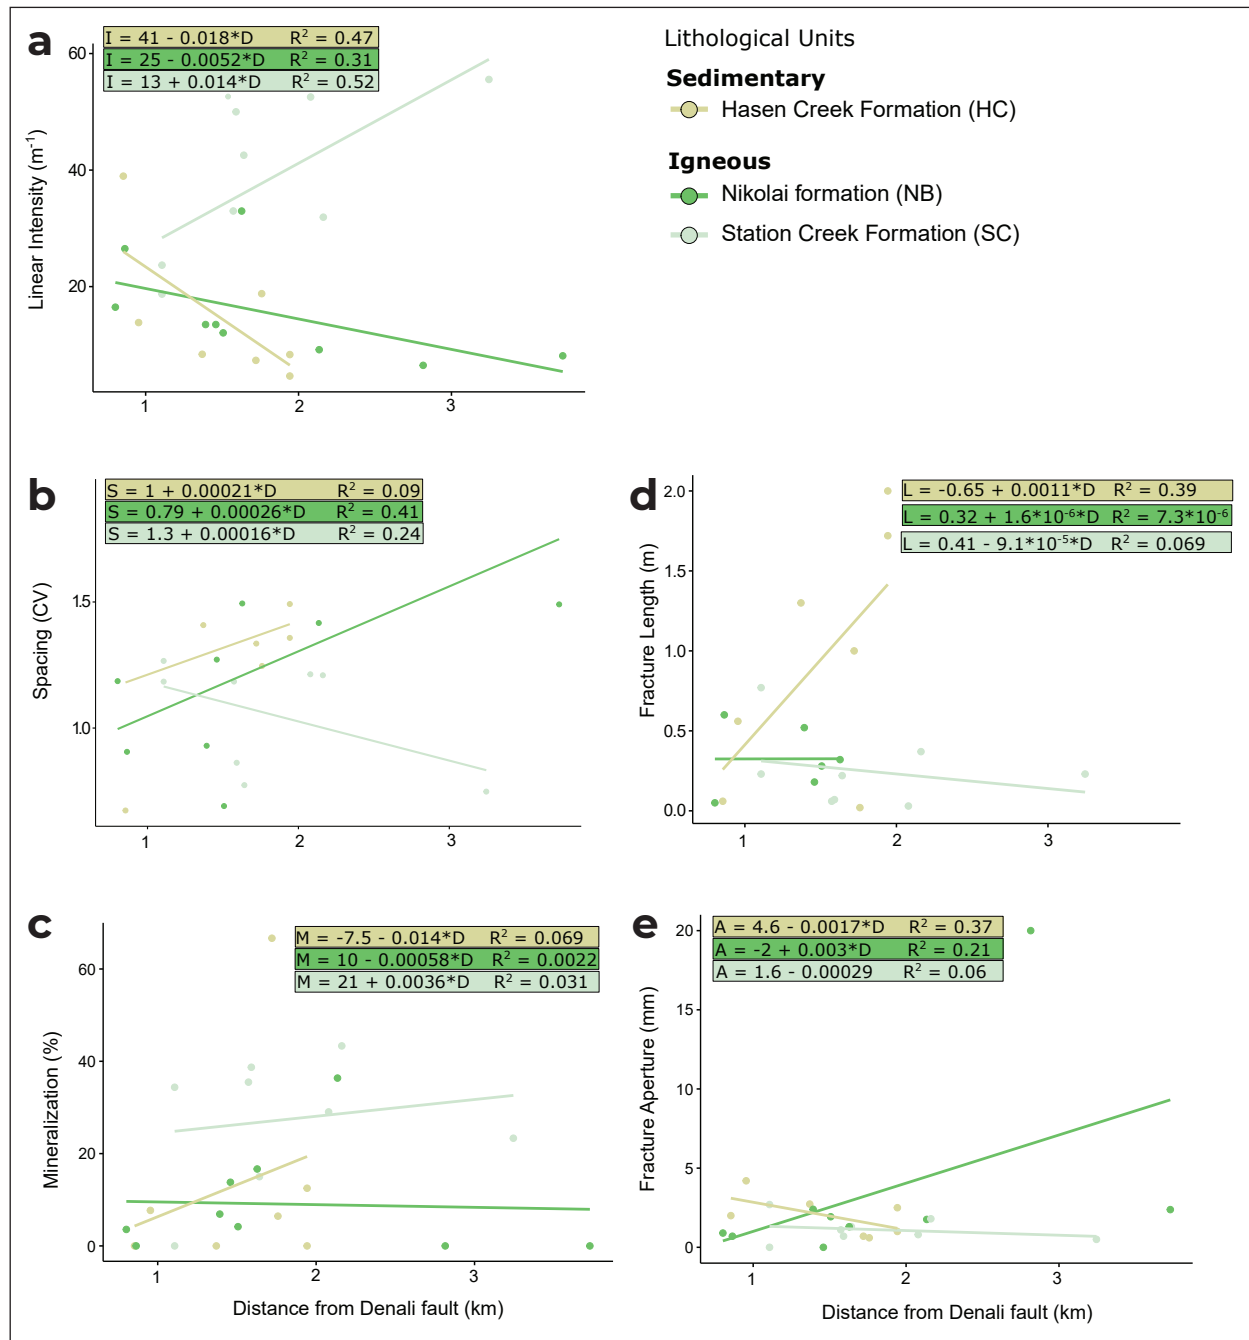 a
I = 41 - 0.018*D R² = 0.47
I = 25 - 0.0052*D R² = 0.31
I = 13 + 0.014*D R² = 0.52
60
40
20
Linear Intensity (m⁻¹)
1 2 3
Lithological Units
Sedimentary
Hasen Creek Formation (HC)
Igneous
Nikolai formation (NB)
Station Creek Formation (SC)
b
S = 1 + 0.00021*D R² = 0.09
S = 0.79 + 0.00026*D R² = 0.41
S = 1.3 + 0.00016*D R² = 0.24
1.5
1.0
Spacing (CV)
1 2 3
d
L = -0.65 + 0.0011*D R² = 0.39
L = 0.32 + 1.6*10⁻⁶*D R² = 7.3*10⁻⁶
L = 0.41 - 9.1*10⁻⁵*D R² = 0.069
2.0
1.5
1.0
0.5
0.0
Fracture Length (m)
1 2 3
c
M = -7.5 - 0.014*D R² = 0.069
M = 10 - 0.00058*D R² = 0.0022
M = 21 + 0.0036*D R² = 0.031
60
40
20
0
Mineralization (%)
1 2 3
Distance from Denali fault (km)
e
A = 4.6 - 0.0017*D R² = 0.37
A = -2 + 0.003*D R² = 0.21
A = 1.6 - 0.00029 R² = 0.06
20
15
10
5
0
Fracture Aperture (mm)
1 2 3
Distance from Denali fault (km)